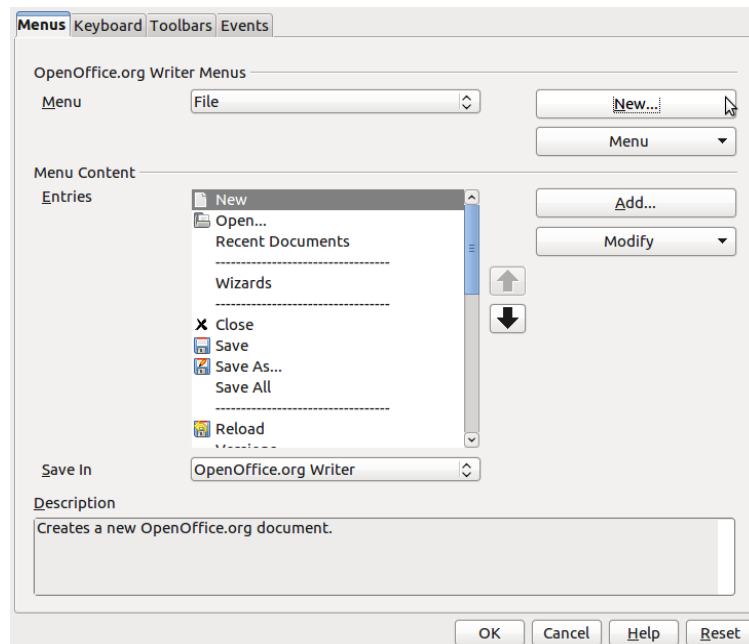 Menus Keyboard Toolbars Events
OpenOffice.org Writer Menus
Menu File New...
Menu
Menu Content
Entries New Add...
Open...
Recent Documents Modify
----------------------------------
Wizards
----------------------------------
Close
Save
Save As...
Save All
----------------------------------
Reload
Versions...
Save In OpenOffice.org Writer
Description
Creates a new OpenOffice.org document.
OK Cancel Help Reset